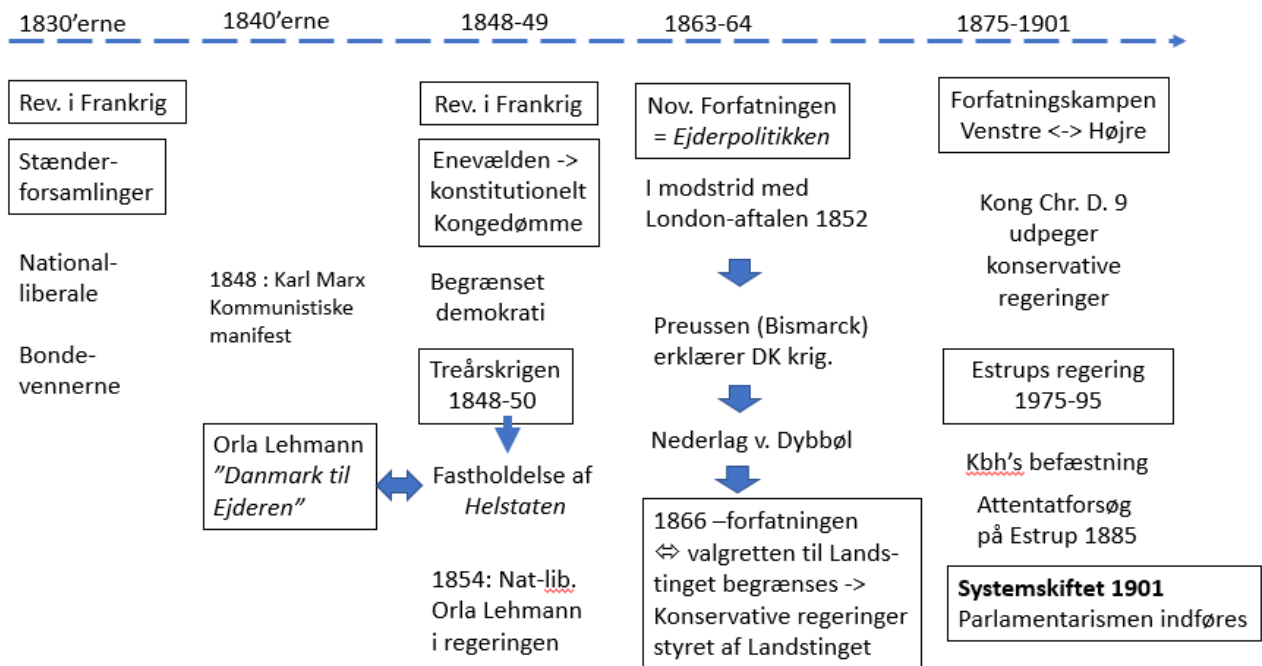 1830'erne
1840'erne
1848-49
1863-64
1875-1901
Rev. i Frankrig
Stænder-
forsamlinger
National-
liberale
Bonde-
vennerne
1848 : Karl Marx
Kommunistiske
manifest
Orla Lehmann
”Danmark til
Ejderen”
Rev. i Frankrig
Enevælden ->
konstitutionelt
Kongedømme
Begrænset
demokrati
Treårskrigen
1848-50
Fastholdelse af
Helstaten
1854: Nat-lib.
Orla Lehmann
i regeringen
Nov. Forfatningen
= Ejderpolitikken
I modstrid med
London-aftalen 1852
Preussen (Bismarck)
erklærer DK krig.
Nederlag v. Dybbøl
1866 –forfatningen
⬄ valgretten til Lands-
tinget begrænses ->
Konservative regeringer
styret af Landstinget
Forfatningskampen
Venstre <-> Højre
Kong Chr. D. 9
udpeger
konservative
regeringer
Estrups regering
1975-95
Kbh's befæstning
Attentatforsøg
på Estrup 1885
Systemskiftet 1901
Parlamentarismen indføres